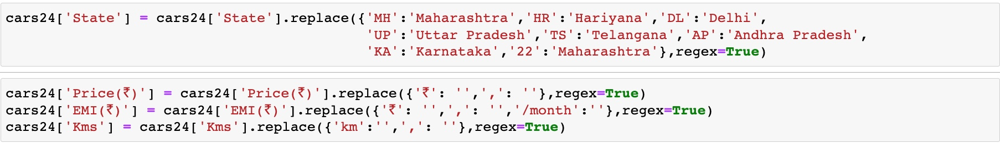 cars24['State'] = cars24['State'].replace({'MH':'Maharashtra','HR':'Hariyana','DL':'Delhi',
'UP':'Uttar Pradesh','TS':'Telangana','AP':'Andhra Pradesh',
'KA':'Karnataka','22':'Maharashtra'},regex=True)
cars24['Price(₹)'] = cars24['Price(₹)'].replace({'₹': '',',': ''},regex=True)
cars24['EMI(₹)'] = cars24['EMI(₹)'].replace({'₹': '',',': '','/month':''},regex=True)
cars24['Kms'] = cars24['Kms'].replace({'km':'',',': ''},regex=True)